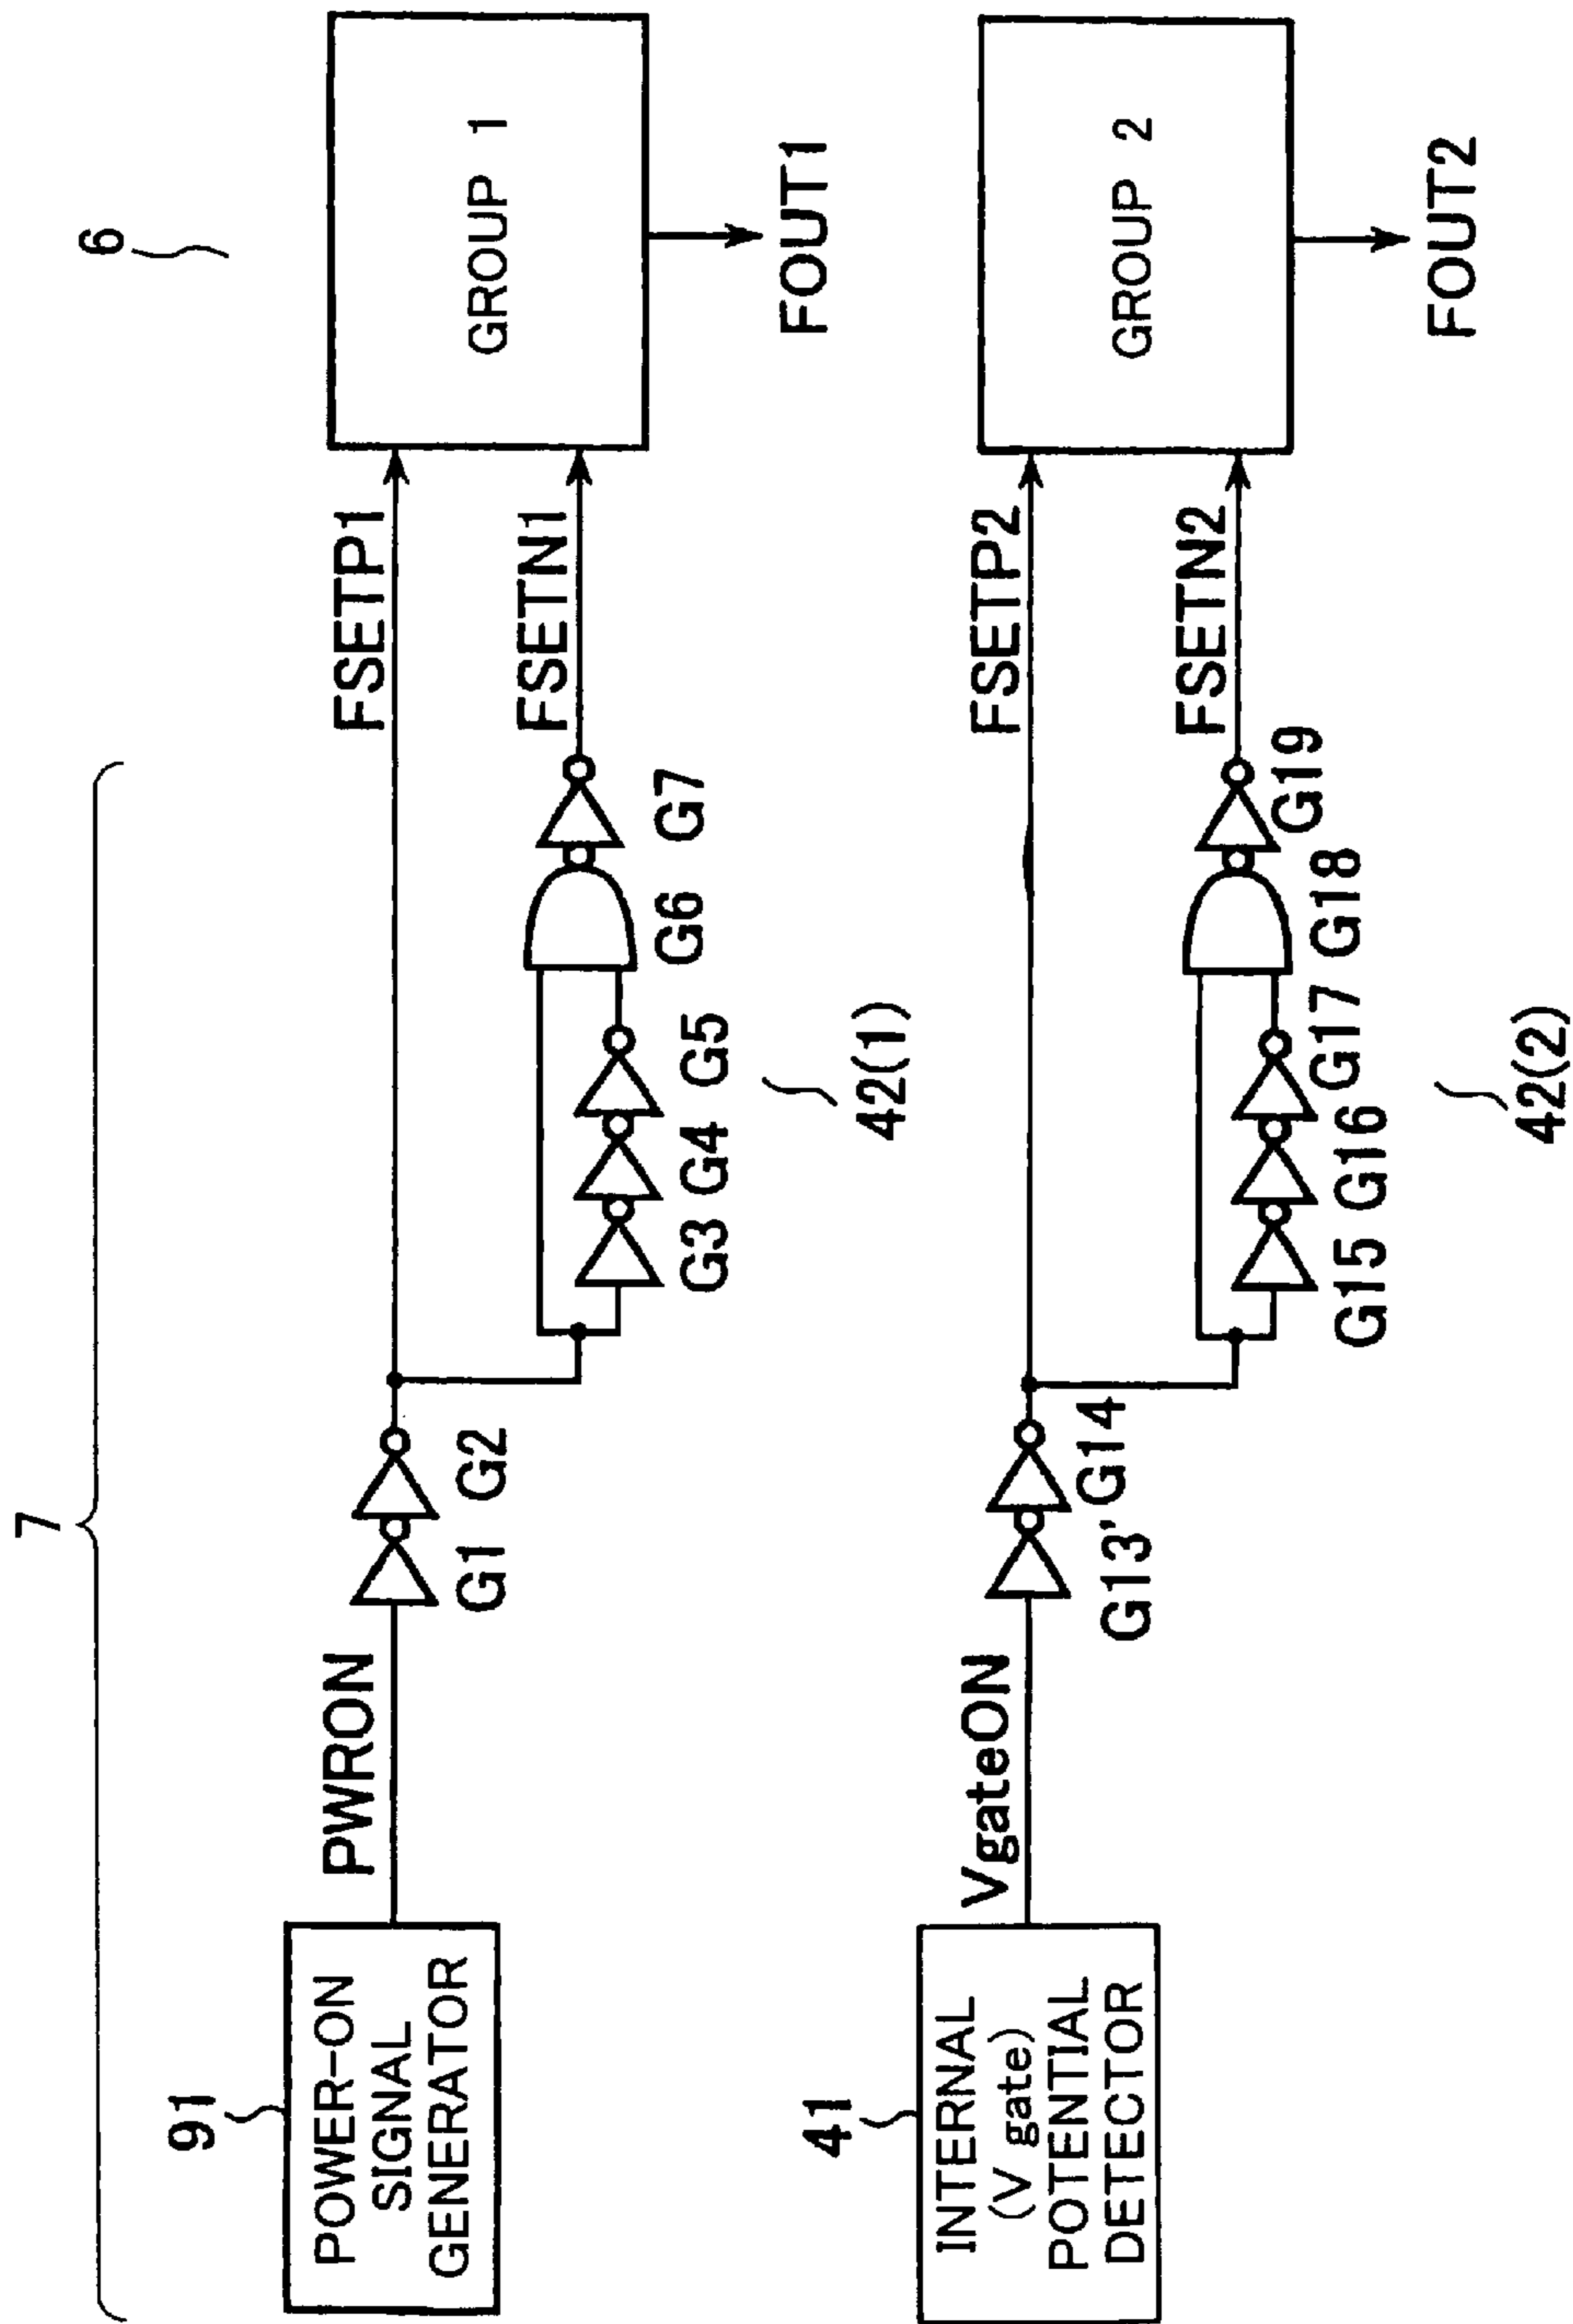 7
6
91
POWER-ON
SIGNAL
GENERATOR
PWRON
G1 G2
FSETP1
FSETN1
G3 G4 G5
G6 G7
42(1)
GROUP 1
FOUT1
41
INTERNAL
(V gate)
POTENTIAL
DETECTOR
VgateON
G13' G14
FSETP2
FSETN2
G15 G16 G17
G18 G19
42(2)
GROUP 2
FOUT2